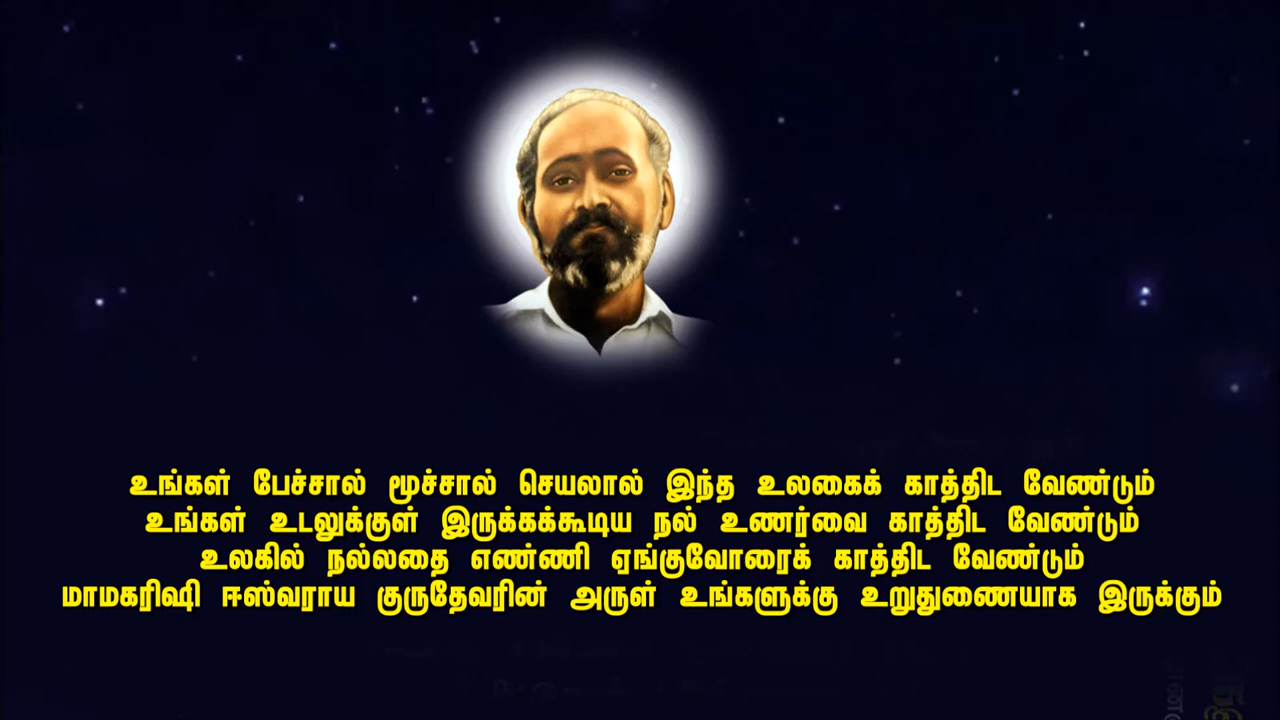 உங்கள் பேச்சால் மூச்சால் செயலால் இந்த உலகைக் காத்திட வேண்டும்
உங்கள் உடலுக்குள் இருக்கக்கூடிய நல் உணர்வை காத்திட வேண்டும்
உலகில் நல்லதை எண்ணி ஏங்குவோரைக் காத்திட வேண்டும்
மாமகரிஷி ஈஸ்வராய குருதேவரின் அருள் உங்களுக்கு உறுதுணையாக இருக்கும்